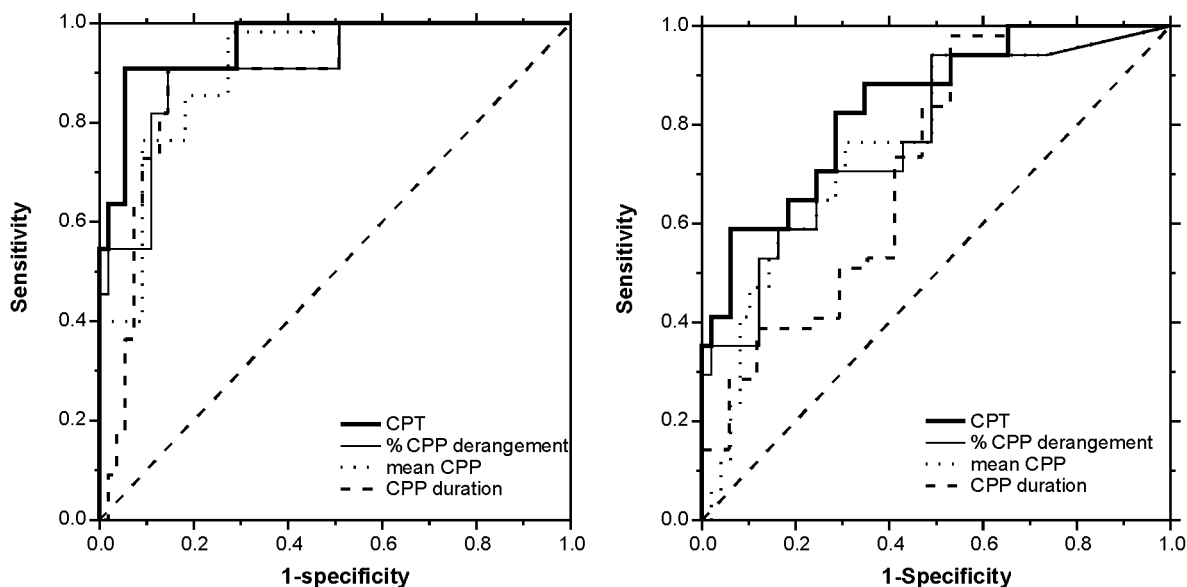 1.0
0.8
0.6
0.4
0.2
0.0
Sensitivity
0.0 0.2 0.4 0.6 0.8 1.0
1-specificity
CPT
% CPP derangement
mean CPP
CPP duration
1.0
0.8
0.6
0.4
0.2
0.0
Sensitivity
0.0 0.2 0.4 0.6 0.8 1.0
1-Specificity
CPT
% CPP derangement
mean CPP
CPP duration